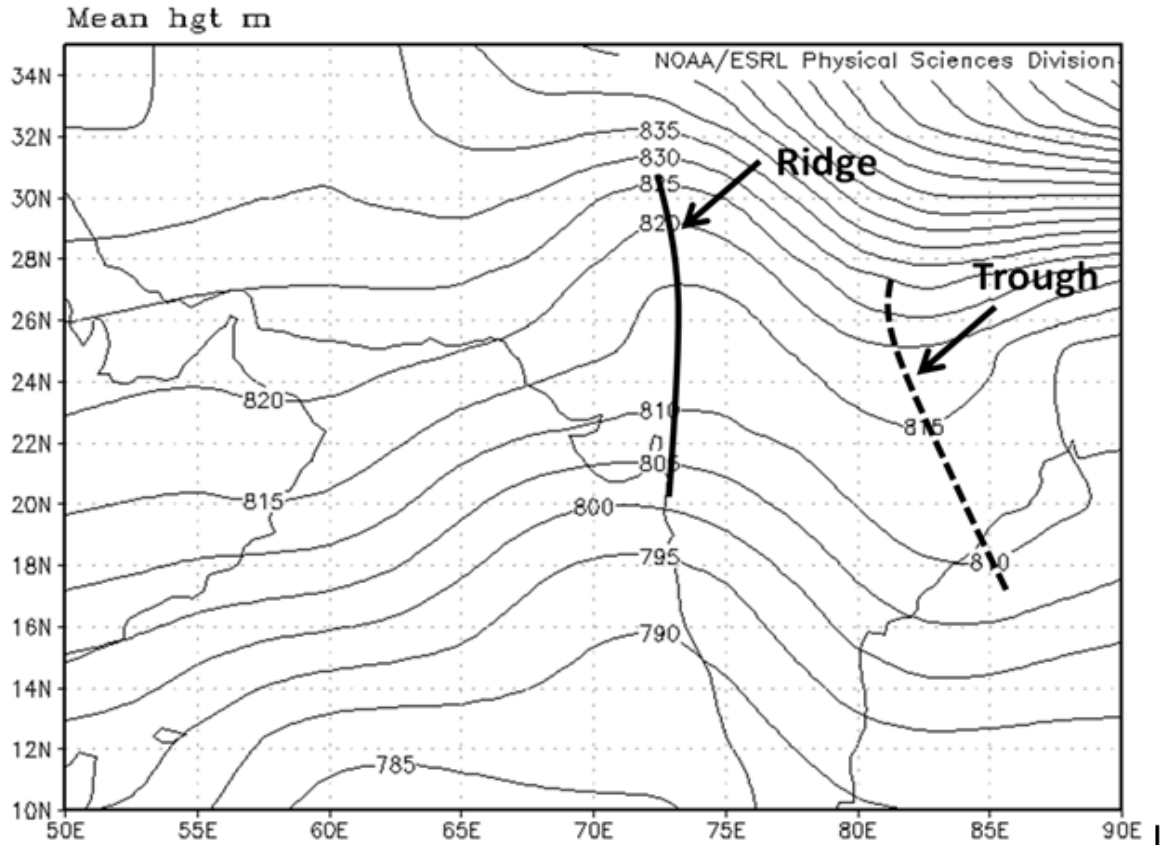 Mean hgt m
NOAA/ESRL Physical Sciences Division
34N
32N
30N
28N
26N
24N
22N
20N
18N
16N
14N
12N
10N
835
830
820
Ridge
Trough
820
815
810
815
805
815
800
795
790
785
50E 55E 60E 65E 70E 75E 80E 85E 90E